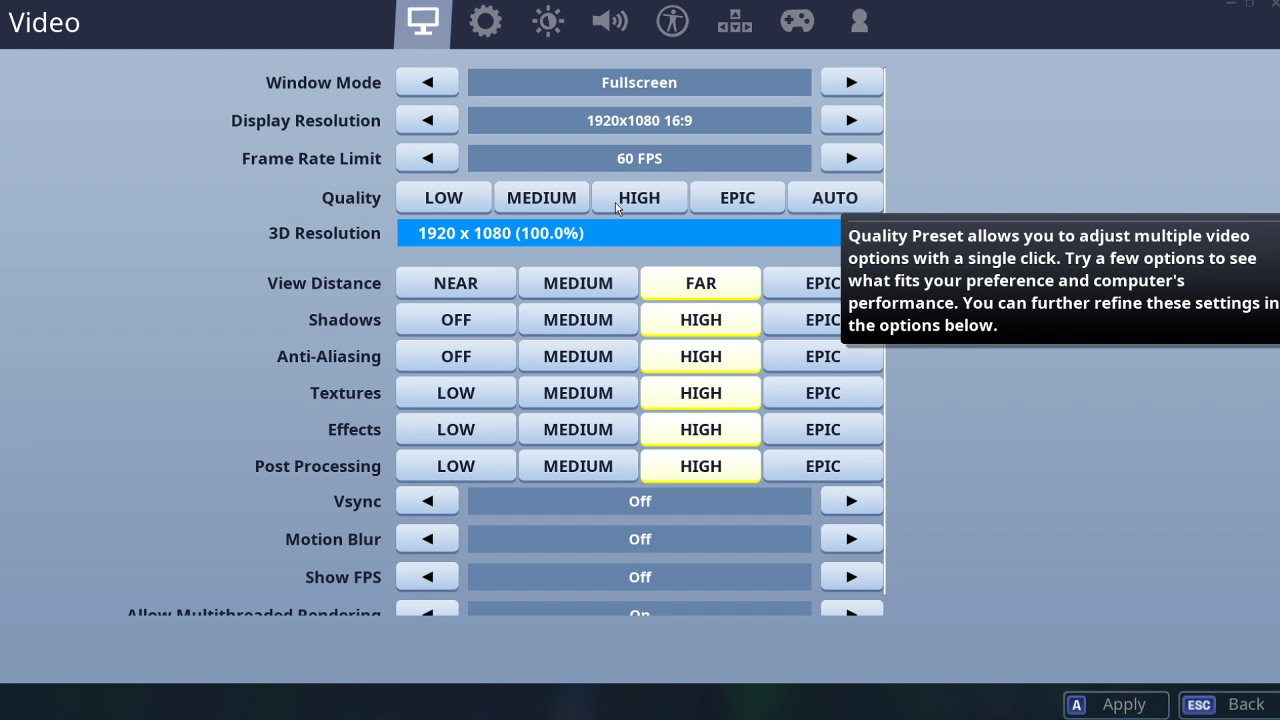 Video
Window Mode ◄ Fullscreen ►
Display Resolution ◄ 1920x1080 16:9 ►
Frame Rate Limit ◄ 60 FPS ►
Quality LOW MEDIUM HIGH EPIC AUTO
3D Resolution 1920 x 1080 (100.0%)
Quality Preset allows you to adjust multiple video
options with a single click. Try a few options to see
what fits your preference and computer's
performance. You can further refine these settings in
the options below.
View Distance NEAR MEDIUM FAR EPIC
Shadows OFF MEDIUM HIGH EPIC
Anti-Aliasing OFF MEDIUM HIGH EPIC
Textures LOW MEDIUM HIGH EPIC
Effects LOW MEDIUM HIGH EPIC
Post Processing LOW MEDIUM HIGH EPIC
Vsync ◄ Off ►
Motion Blur ◄ Off ►
Show FPS ◄ Off ►
Allow Multithreaded Rendering ◄ On ►
A Apply ESC Back